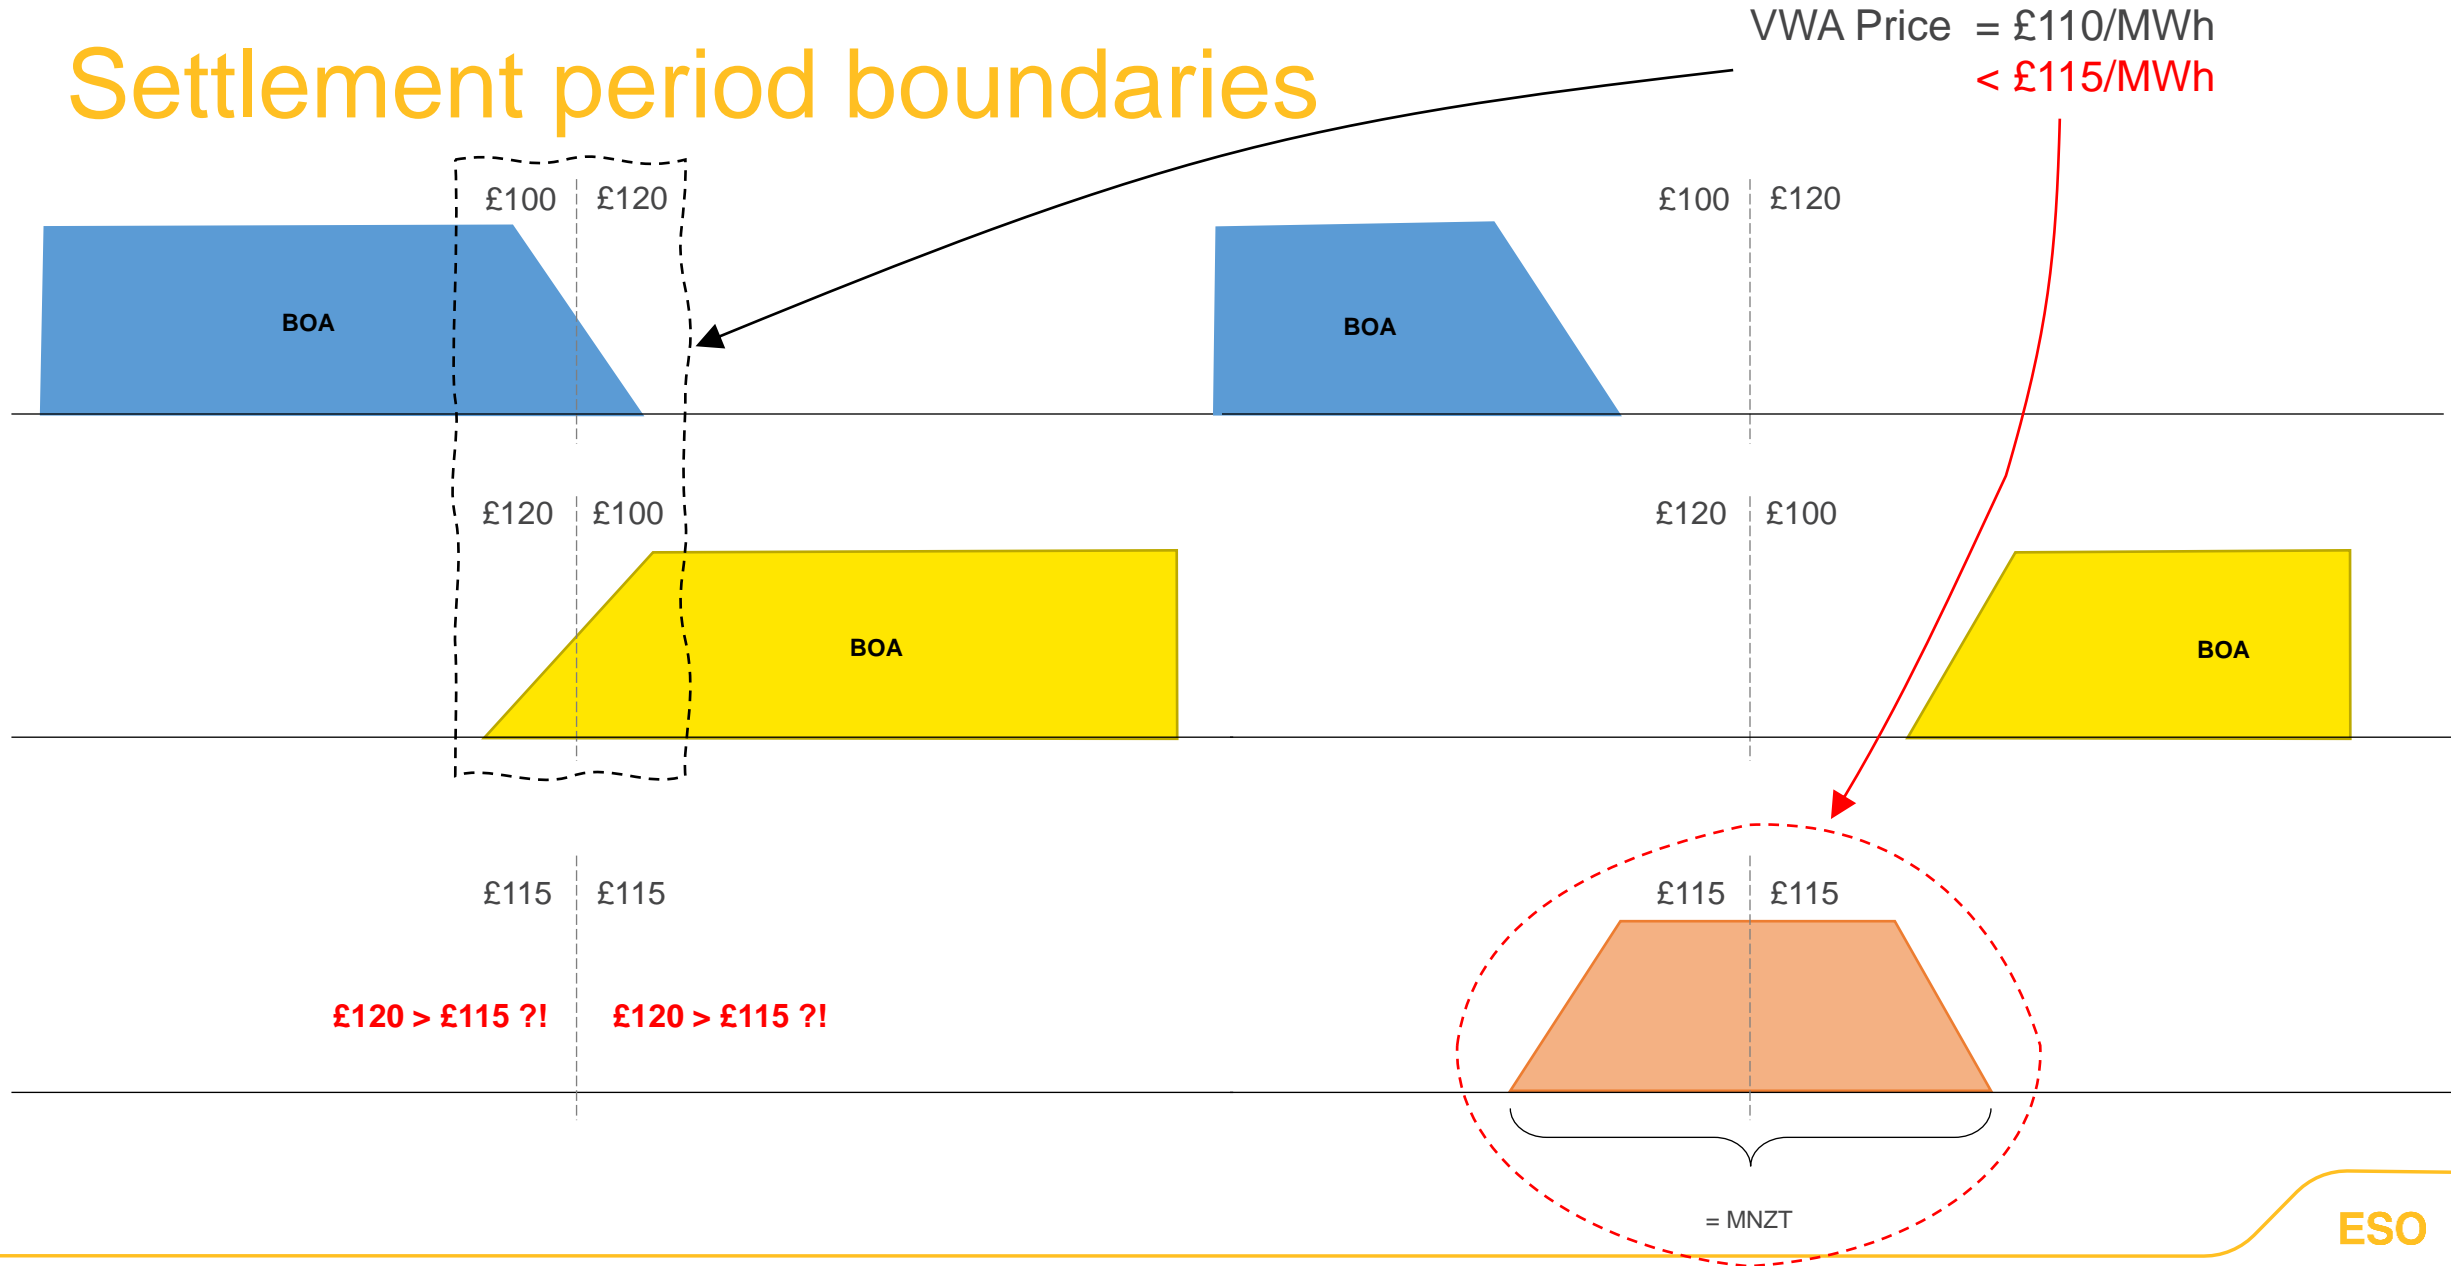 VWA Price = £110/MWh
< £115/MWh
Settlement period boundaries
£100 £120
£100 £120
BOA
BOA
£120 £100
£120 £100
BOA
BOA
£115 £115
£115 £115
£120 > £115 ?! £120 > £115 ?!
= MNZT
ESO